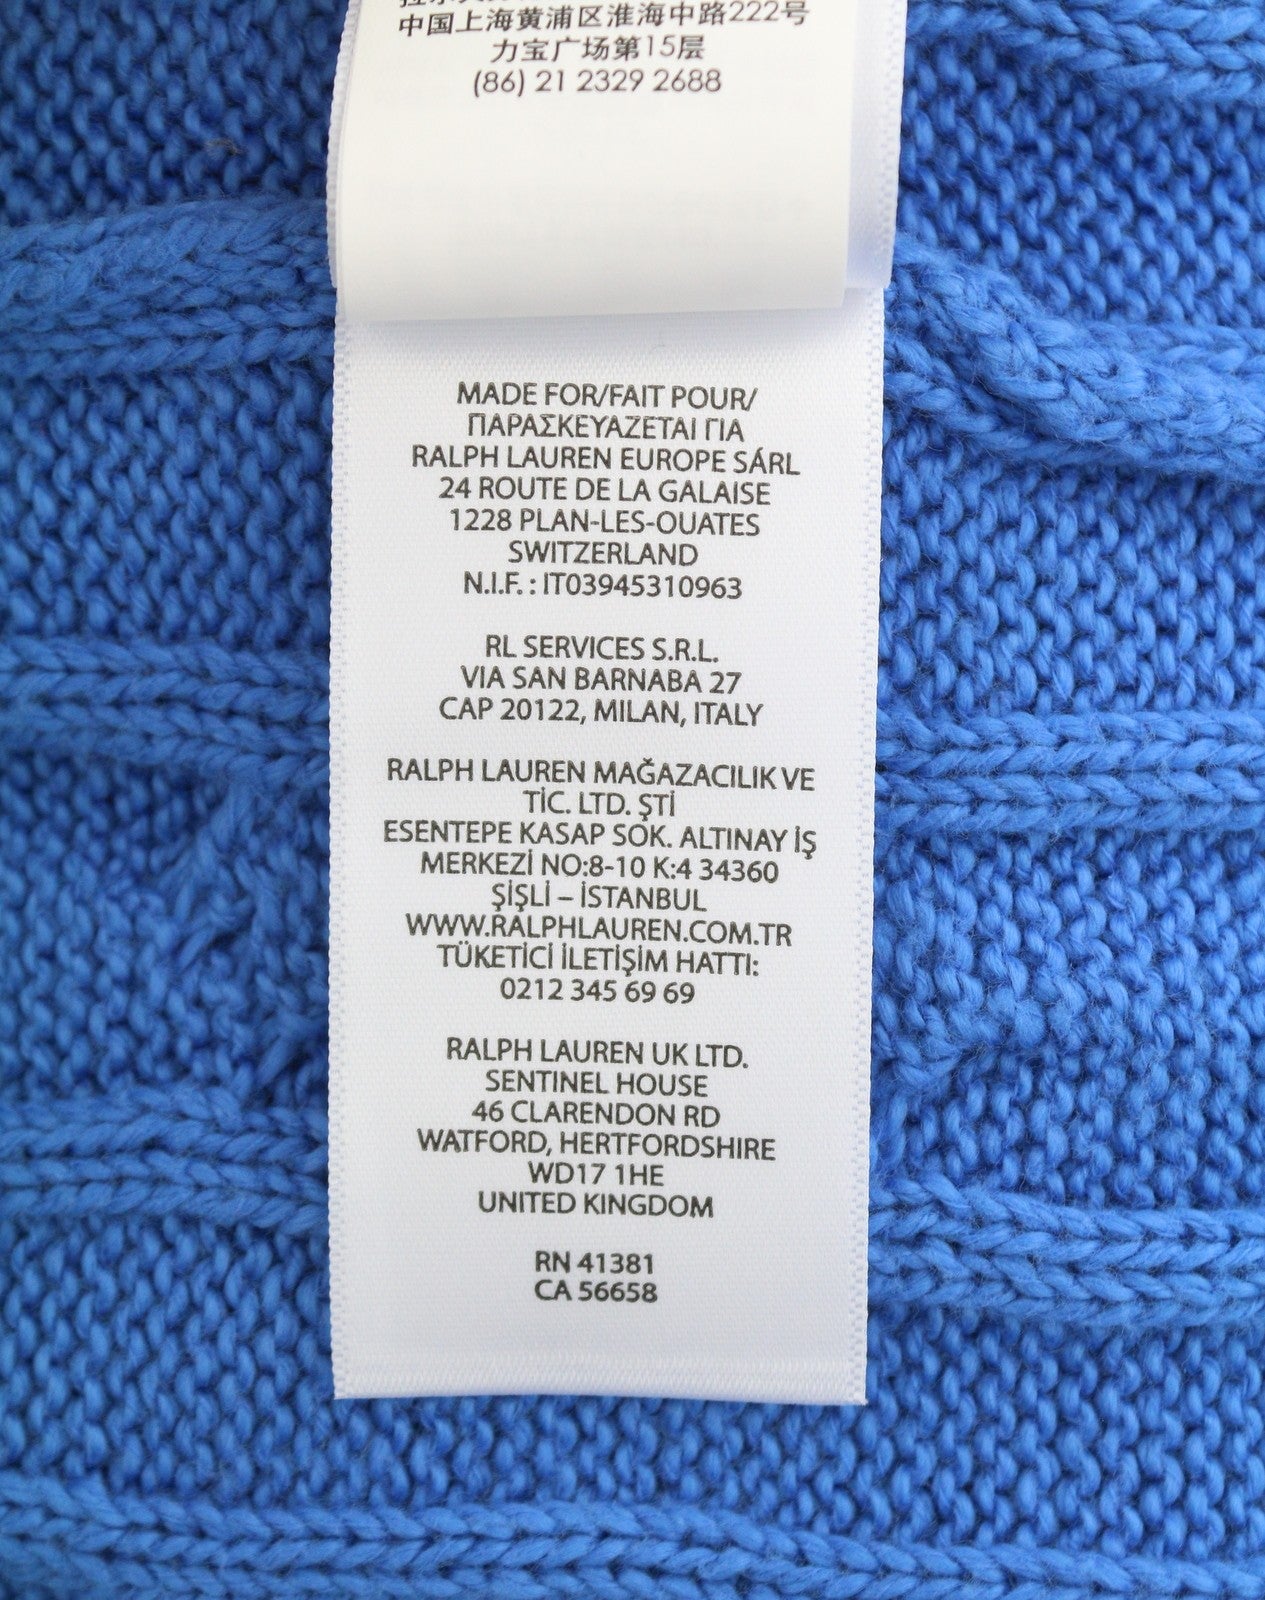 中国上海黄浦区淮海中路222号
力宝广场第15层
(86) 21 2329 2688
MADE FOR/FAIT POUR/
ΠΑΡΑΣΚΕΥΑΖΕΤΑΙ ΓΙΑ
RALPH LAUREN EUROPE SÁRL
24 ROUTE DE LA GALAISE
1228 PLAN-LES-OUATES
SWITZERLAND
N.I.F. : IT03945310963
RL SERVICES S.R.L.
VIA SAN BARNABA 27
CAP 20122, MILAN, ITALY
RALPH LAUREN MAĞAZACILIK VE
TİC. LTD. ŞTİ
ESENTEPE KASAP SOK. ALTINAY İŞ
MERKEZİ NO:8-10 K:4 34360
ŞİŞLİ – İSTANBUL
WWW.RALPHLAUREN.COM.TR
TÜKETİCİ İLETİŞİM HATTI:
0212 345 69 69
RALPH LAUREN UK LTD.
SENTINEL HOUSE
46 CLARENDON RD
WATFORD, HERTFORDSHIRE
WD17 1HE
UNITED KINGDOM
RN 41381
CA 56658